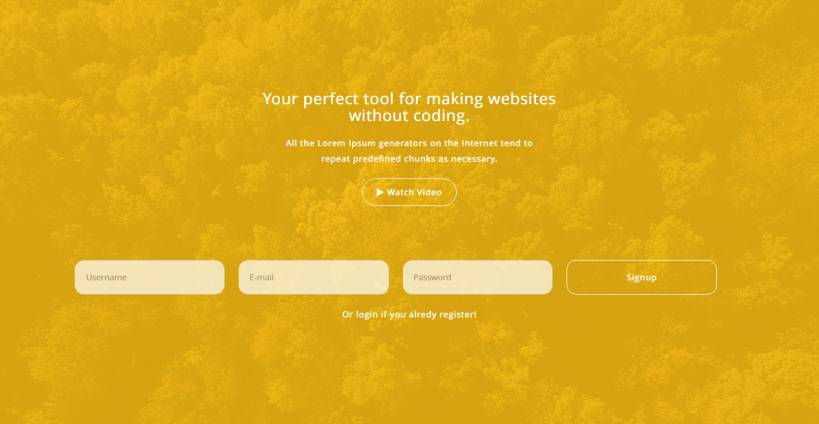 Your perfect tool for making websites
without coding.
All the Lorem Ipsum generators on the Internet tend to
repeat predefined chunks as necessary.
Watch Video
Username
E-mail
Password
Signup
Or login if you alredy register!